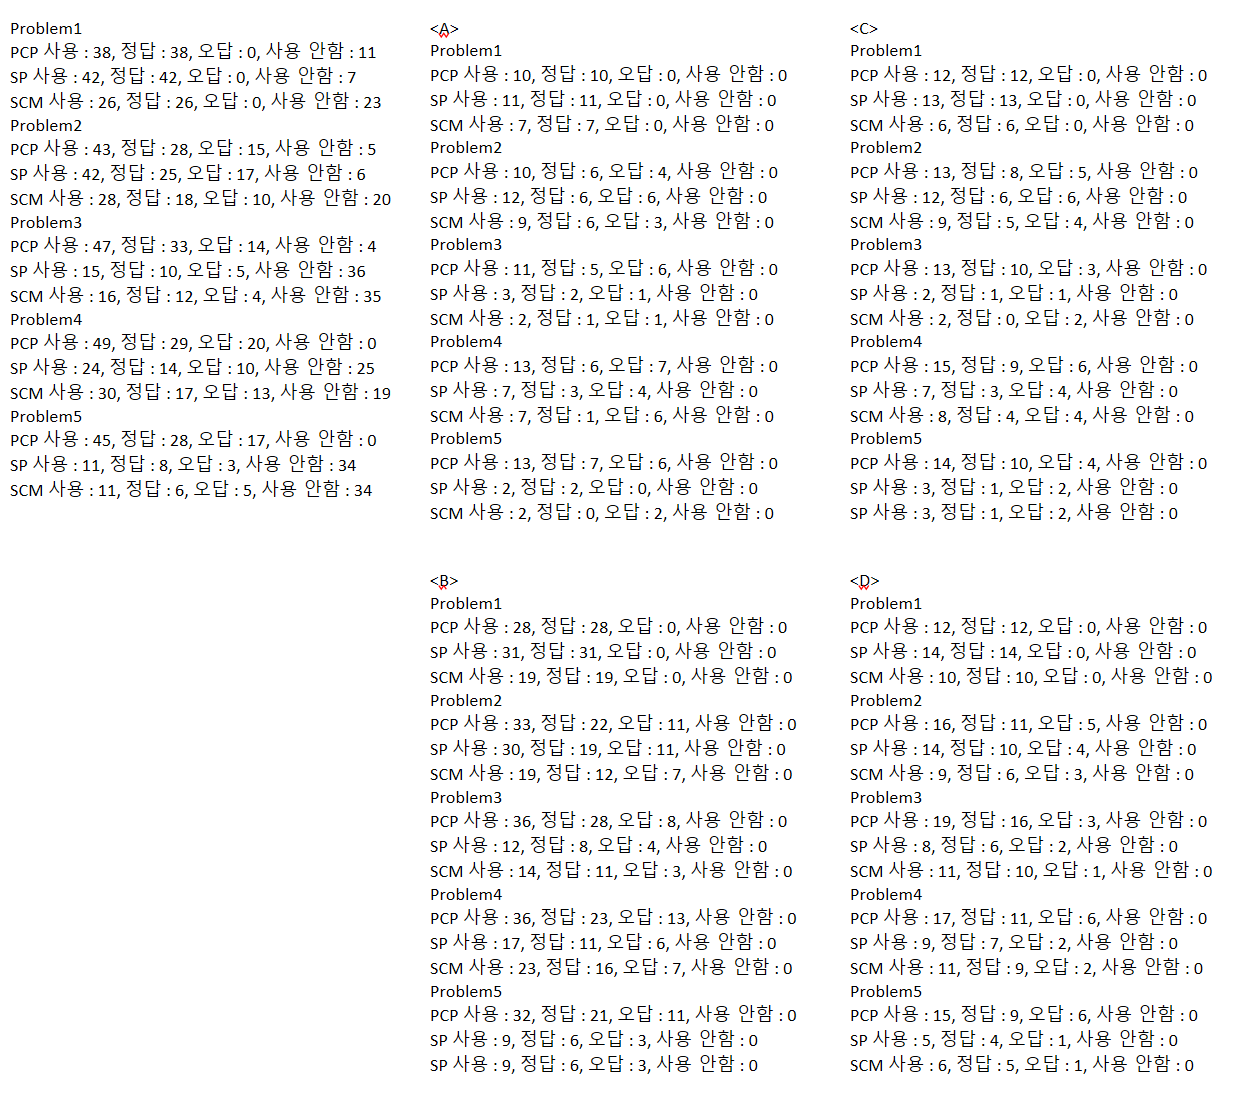 Problem1
PCP 사용 : 38, 정답 : 38, 오답 : 0, 사용 안함 : 11
SP 사용 : 42, 정답 : 42, 오답 : 0, 사용 안함 : 7
SCM 사용 : 26, 정답 : 26, 오답 : 0, 사용 안함 : 23
Problem2
PCP 사용 : 43, 정답 : 28, 오답 : 15, 사용 안함 : 5
SP 사용 : 42, 정답 : 25, 오답 : 17, 사용 안함 : 6
SCM 사용 : 28, 정답 : 18, 오답 : 10, 사용 안함 : 20
Problem3
PCP 사용 : 47, 정답 : 33, 오답 : 14, 사용 안함 : 4
SP 사용 : 15, 정답 : 10, 오답 : 5, 사용 안함 : 36
SCM 사용 : 16, 정답 : 12, 오답 : 4, 사용 안함 : 35
Problem4
PCP 사용 : 49, 정답 : 29, 오답 : 20, 사용 안함 : 0
SP 사용 : 24, 정답 : 14, 오답 : 10, 사용 안함 : 25
SCM 사용 : 30, 정답 : 17, 오답 : 13, 사용 안함 : 19
Problem5
PCP 사용 : 45, 정답 : 28, 오답 : 17, 사용 안함 : 0
SP 사용 : 11, 정답 : 8, 오답 : 3, 사용 안함 : 34
SCM 사용 : 11, 정답 : 6, 오답 : 5, 사용 안함 : 34
<A>
Problem1
PCP 사용 : 10, 정답 : 10, 오답 : 0, 사용 안함 : 0
SP 사용 : 11, 정답 : 11, 오답 : 0, 사용 안함 : 0
SCM 사용 : 7, 정답 : 7, 오답 : 0, 사용 안함 : 0
Problem2
PCP 사용 : 10, 정답 : 6, 오답 : 4, 사용 안함 : 0
SP 사용 : 12, 정답 : 6, 오답 : 6, 사용 안함 : 0
SCM 사용 : 9, 정답 : 6, 오답 : 3, 사용 안함 : 0
Problem3
PCP 사용 : 11, 정답 : 5, 오답 : 6, 사용 안함 : 0
SP 사용 : 3, 정답 : 2, 오답 : 1, 사용 안함 : 0
SCM 사용 : 2, 정답 : 1, 오답 : 1, 사용 안함 : 0
Problem4
PCP 사용 : 13, 정답 : 6, 오답 : 7, 사용 안함 : 0
SP 사용 : 7, 정답 : 3, 오답 : 4, 사용 안함 : 0
SCM 사용 : 7, 정답 : 1, 오답 : 6, 사용 안함 : 0
Problem5
PCP 사용 : 13, 정답 : 7, 오답 : 6, 사용 안함 : 0
SP 사용 : 2, 정답 : 2, 오답 : 0, 사용 안함 : 0
SCM 사용 : 2, 정답 : 0, 오답 : 2, 사용 안함 : 0
<B>
Problem1
PCP 사용 : 28, 정답 : 28, 오답 : 0, 사용 안함 : 0
SP 사용 : 31, 정답 : 31, 오답 : 0, 사용 안함 : 0
SCM 사용 : 19, 정답 : 19, 오답 : 0, 사용 안함 : 0
Problem2
PCP 사용 : 33, 정답 : 22, 오답 : 11, 사용 안함 : 0
SP 사용 : 30, 정답 : 19, 오답 : 11, 사용 안함 : 0
SCM 사용 : 19, 정답 : 12, 오답 : 7, 사용 안함 : 0
Problem3
PCP 사용 : 36, 정답 : 28, 오답 : 8, 사용 안함 : 0
SP 사용 : 12, 정답 : 8, 오답 : 4, 사용 안함 : 0
SCM 사용 : 14, 정답 : 11, 오답 : 3, 사용 안함 : 0
Problem4
PCP 사용 : 36, 정답 : 23, 오답 : 13, 사용 안함 : 0
SP 사용 : 17, 정답 : 11, 오답 : 6, 사용 안함 : 0
SCM 사용 : 23, 정답 : 16, 오답 : 7, 사용 안함 : 0
Problem5
PCP 사용 : 32, 정답 : 21, 오답 : 11, 사용 안함 : 0
SP 사용 : 9, 정답 : 6, 오답 : 3, 사용 안함 : 0
SP 사용 : 9, 정답 : 6, 오답 : 3, 사용 안함 : 0
<C>
Problem1
PCP 사용 : 12, 정답 : 12, 오답 : 0, 사용 안함 : 0
SP 사용 : 13, 정답 : 13, 오답 : 0, 사용 안함 : 0
SCM 사용 : 6, 정답 : 6, 오답 : 0, 사용 안함 : 0
Problem2
PCP 사용 : 13, 정답 : 8, 오답 : 5, 사용 안함 : 0
SP 사용 : 12, 정답 : 6, 오답 : 6, 사용 안함 : 0
SCM 사용 : 9, 정답 : 5, 오답 : 4, 사용 안함 : 0
Problem3
PCP 사용 : 13, 정답 : 10, 오답 : 3, 사용 안함 : 0
SP 사용 : 2, 정답 : 1, 오답 : 1, 사용 안함 : 0
SCM 사용 : 2, 정답 : 0, 오답 : 2, 사용 안함 : 0
Problem4
PCP 사용 : 15, 정답 : 9, 오답 : 6, 사용 안함 : 0
SP 사용 : 7, 정답 : 3, 오답 : 4, 사용 안함 : 0
SCM 사용 : 8, 정답 : 4, 오답 : 4, 사용 안함 : 0
Problem5
PCP 사용 : 14, 정답 : 10, 오답 : 4, 사용 안함 : 0
SP 사용 : 3, 정답 : 1, 오답 : 2, 사용 안함 : 0
SP 사용 : 3, 정답 : 1, 오답 : 2, 사용 안함 : 0
<D>
Problem1
PCP 사용 : 12, 정답 : 12, 오답 : 0, 사용 안함 : 0
SP 사용 : 14, 정답 : 14, 오답 : 0, 사용 안함 : 0
SCM 사용 : 10, 정답 : 10, 오답 : 0, 사용 안함 : 0
Problem2
PCP 사용 : 16, 정답 : 11, 오답 : 5, 사용 안함 : 0
SP 사용 : 14, 정답 : 10, 오답 : 4, 사용 안함 : 0
SCM 사용 : 9, 정답 : 6, 오답 : 3, 사용 안함 : 0
Problem3
PCP 사용 : 19, 정답 : 16, 오답 : 3, 사용 안함 : 0
SP 사용 : 8, 정답 : 6, 오답 : 2, 사용 안함 : 0
SCM 사용 : 11, 정답 : 10, 오답 : 1, 사용 안함 : 0
Problem4
PCP 사용 : 17, 정답 : 11, 오답 : 6, 사용 안함 : 0
SP 사용 : 9, 정답 : 7, 오답 : 2, 사용 안함 : 0
SCM 사용 : 11, 정답 : 9, 오답 : 2, 사용 안함 : 0
Problem5
PCP 사용 : 15, 정답 : 9, 오답 : 6, 사용 안함 : 0
SP 사용 : 5, 정답 : 4, 오답 : 1, 사용 안함 : 0
SCM 사용 : 6, 정답 : 5, 오답 : 1, 사용 안함 : 0